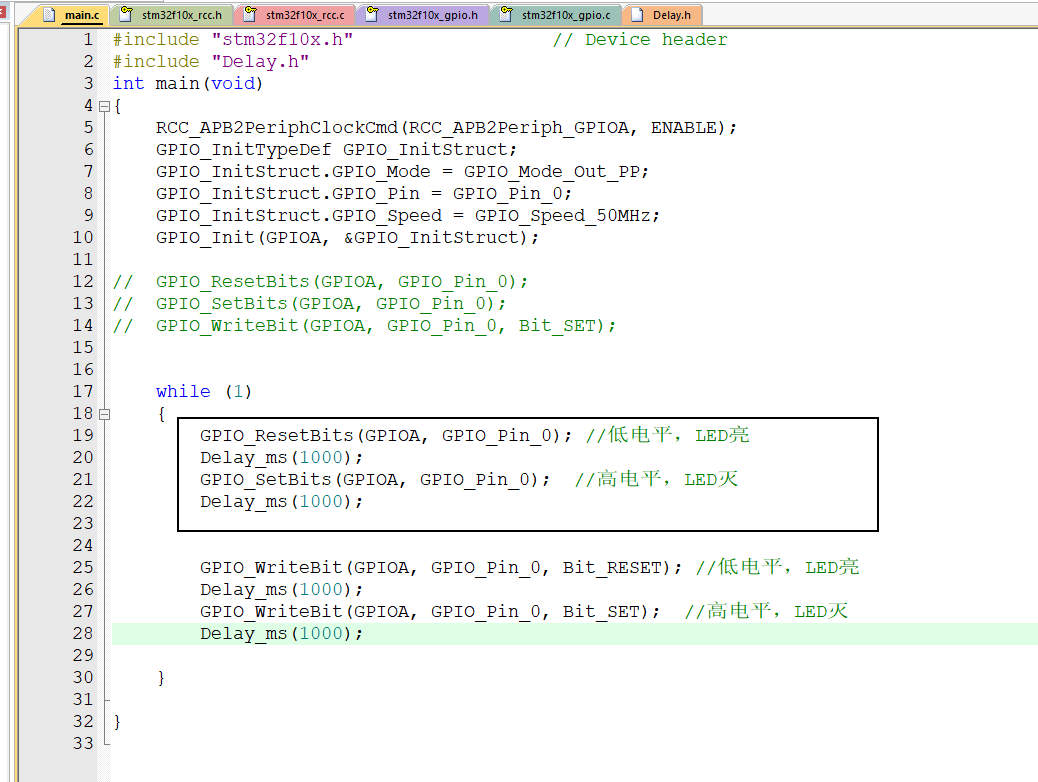 main.c stm32f10x_rcc.h stm32f10x_rcc.c stm32f10x_gpio.h stm32f10x_gpio.c Delay.h
1 #include "stm32f10x.h" // Device header
2 #include "Delay.h"
3 int main(void)
4 {
5 RCC_APB2PeriphClockCmd(RCC_APB2Periph_GPIOA, ENABLE);
6 GPIO_InitTypeDef GPIO_InitStruct;
7 GPIO_InitStruct.GPIO_Mode = GPIO_Mode_Out_PP;
8 GPIO_InitStruct.GPIO_Pin = GPIO_Pin_0;
9 GPIO_InitStruct.GPIO_Speed = GPIO_Speed_50MHz;
10 GPIO_Init(GPIOA, &GPIO_InitStruct);
11
12 // GPIO_ResetBits(GPIOA, GPIO_Pin_0);
13 // GPIO_SetBits(GPIOA, GPIO_Pin_0);
14 // GPIO_WriteBit(GPIOA, GPIO_Pin_0, Bit_SET);
15
16
17 while (1)
18 {
19 GPIO_ResetBits(GPIOA, GPIO_Pin_0); //低电平，LED亮
20 Delay_ms(1000);
21 GPIO_SetBits(GPIOA, GPIO_Pin_0); //高电平，LED灭
22 Delay_ms(1000);
23
24
25 GPIO_WriteBit(GPIOA, GPIO_Pin_0, Bit_RESET); //低电平，LED亮
26 Delay_ms(1000);
27 GPIO_WriteBit(GPIOA, GPIO_Pin_0, Bit_SET); //高电平，LED灭
28 Delay_ms(1000);
29
30 }
31
32 }
33